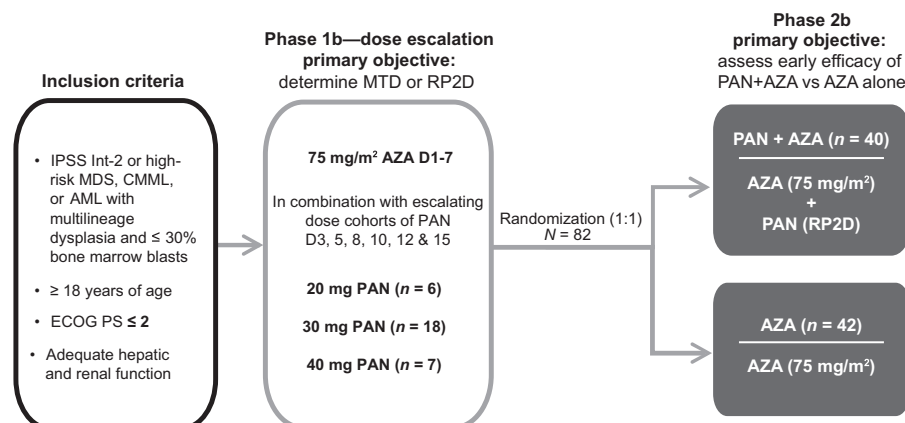 Inclusion criteria
• IPSS Int-2 or high-
risk MDS, CMML,
or AML with
multilineage
dysplasia and ≤ 30%
bone marrow blasts
• ≥ 18 years of age
• ECOG PS ≤ 2
• Adequate hepatic
and renal function
Phase 1b—dose escalation
primary objective:
determine MTD or RP2D
75 mg/m² AZA D1-7
In combination with escalating
dose cohorts of PAN
D3, 5, 8, 10, 12 & 15
20 mg PAN (n = 6)
30 mg PAN (n = 18)
40 mg PAN (n = 7)
Randomization (1:1)
N = 82
Phase 2b
primary objective:
assess early efficacy of
PAN+AZA vs AZA alone
PAN + AZA (n = 40)
AZA (75 mg/m²)
+
PAN (RP2D)
AZA (n = 42)
AZA (75 mg/m²)